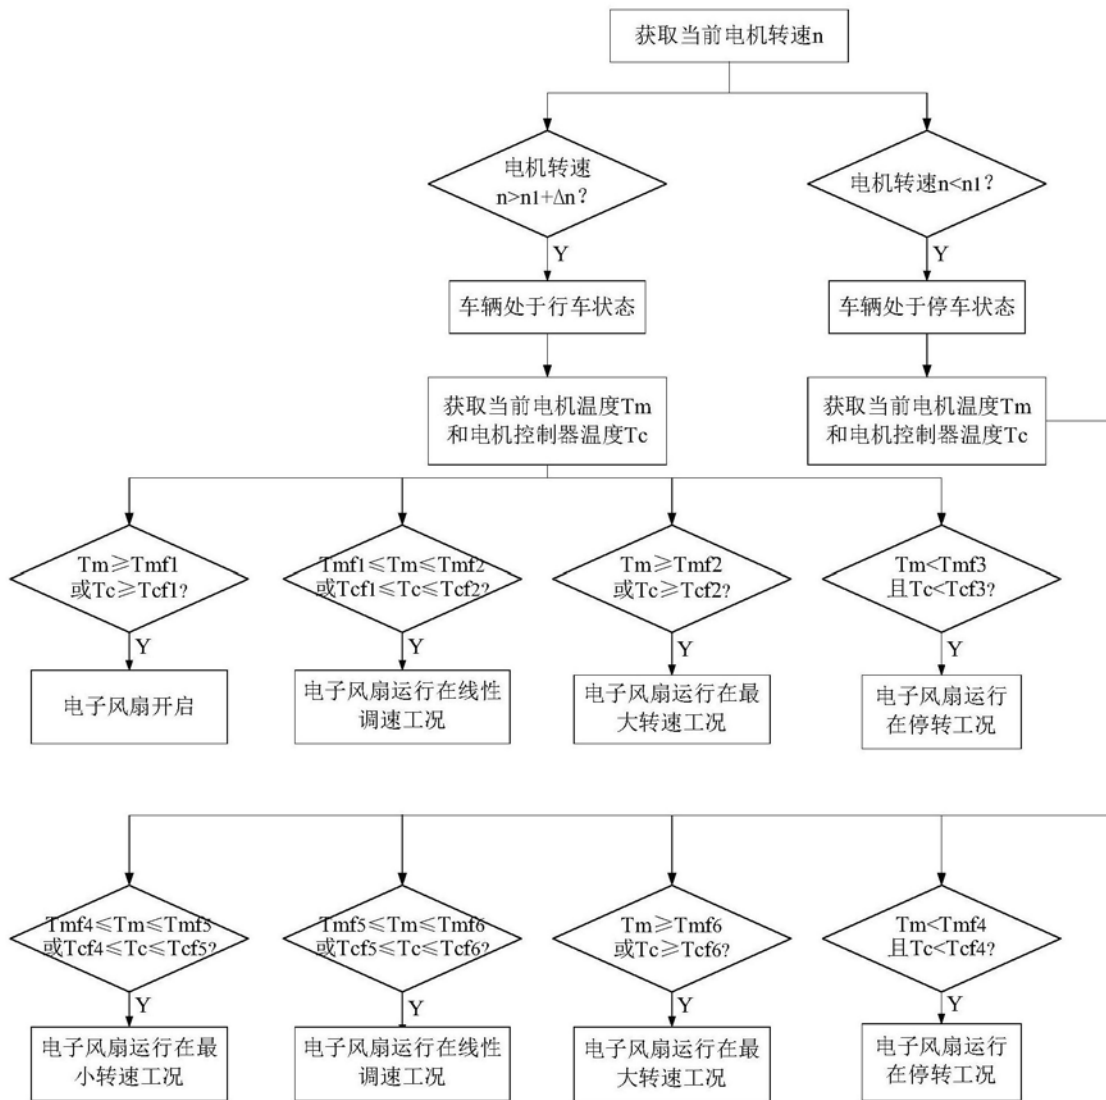 获取当前电机转速n
电机转速
n>n1+Δn?
电机转速n<n1?
Y
Y
车辆处于行车状态
车辆处于停车状态
获取当前电机温度Tm
和电机控制器温度Tc
获取当前电机温度Tm
和电机控制器温度Tc
Tm≥Tmf1
或Tc≥Tcf1?
Tmf1≤Tm≤Tmf2
或Tcf1≤Tc≤Tcf2?
Tm≥Tmf2
或Tc≥Tcf2?
Tm<Tmf3
且Tc<Tcf3?
Y
Y
Y
Y
电子风扇开启
电子风扇运行在线性
调速工况
电子风扇运行在最
大转速工况
电子风扇运行
在停转工况
Tmf4≤Tm≤Tmf5
或Tcf4≤Tc≤Tcf5?
Tmf5≤Tm≤Tmf6
或Tcf5≤Tc≤Tcf6?
Tm≥Tmf6
或Tc≥Tcf6?
Tm<Tmf4
且Tc<Tcf4?
Y
Y
Y
Y
电子风扇运行在最
小转速工况
电子风扇运行在线性
调速工况
电子风扇运行在最
大转速工况
电子风扇运行
在停转工况